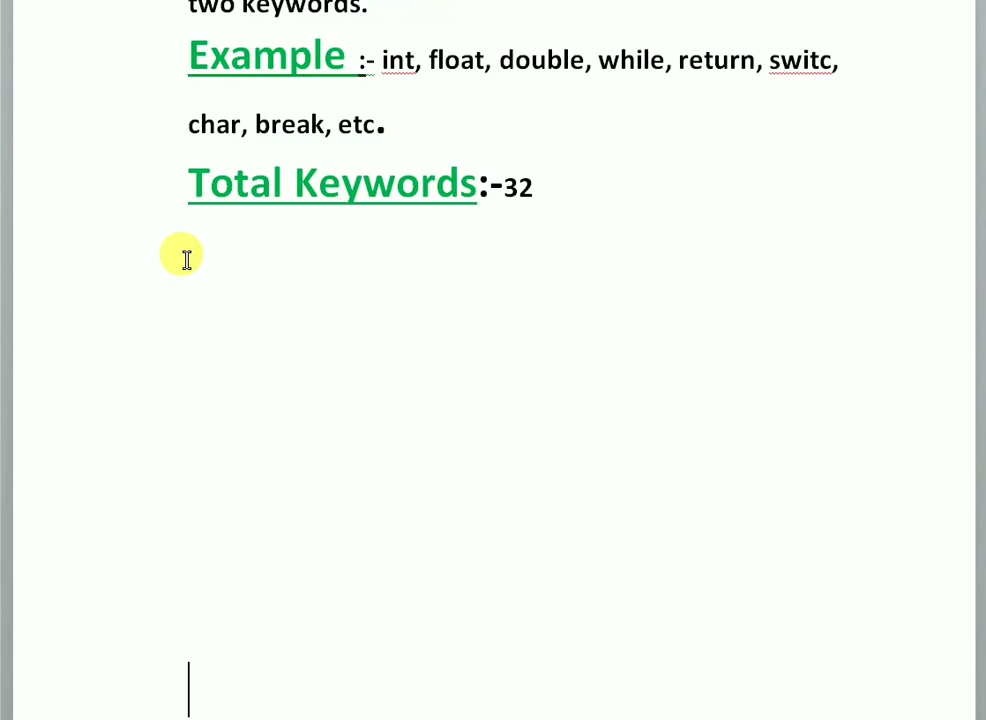 two keywords.
Example :- int, float, double, while, return, switc,
char, break, etc.
Total Keywords:-32